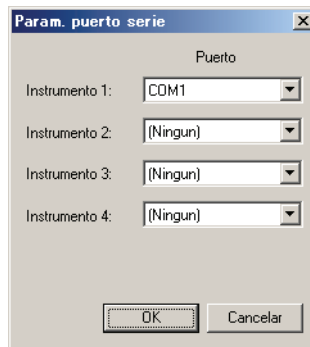 Param. puerto serie
Puerto
Instrumento 1: COM1
Instrumento 2: (Ningun)
Instrumento 3: (Ningun)
Instrumento 4: (Ningun)
OK Cancelar